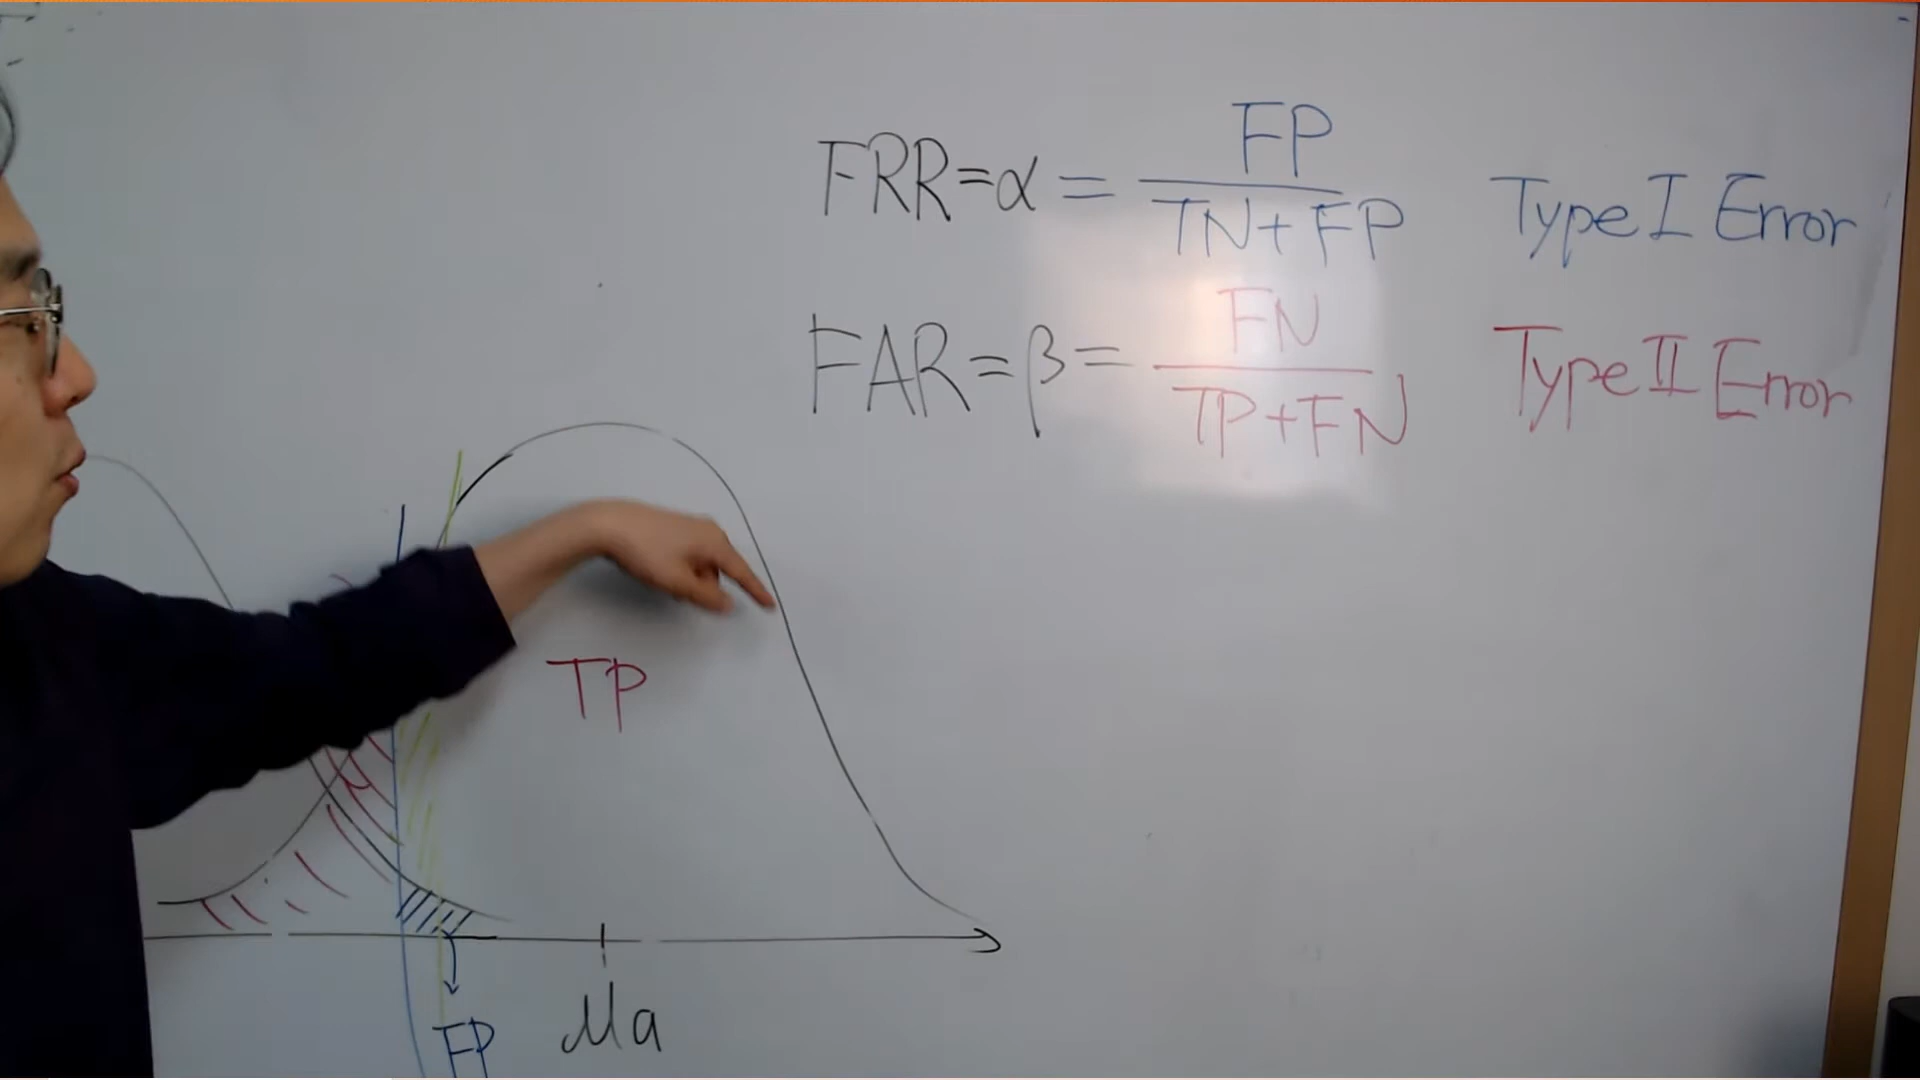 FRR=α = FP / TN+FP Type I Error
FAR=β= FN / TP+FN Type II Error
TP
FP
μa